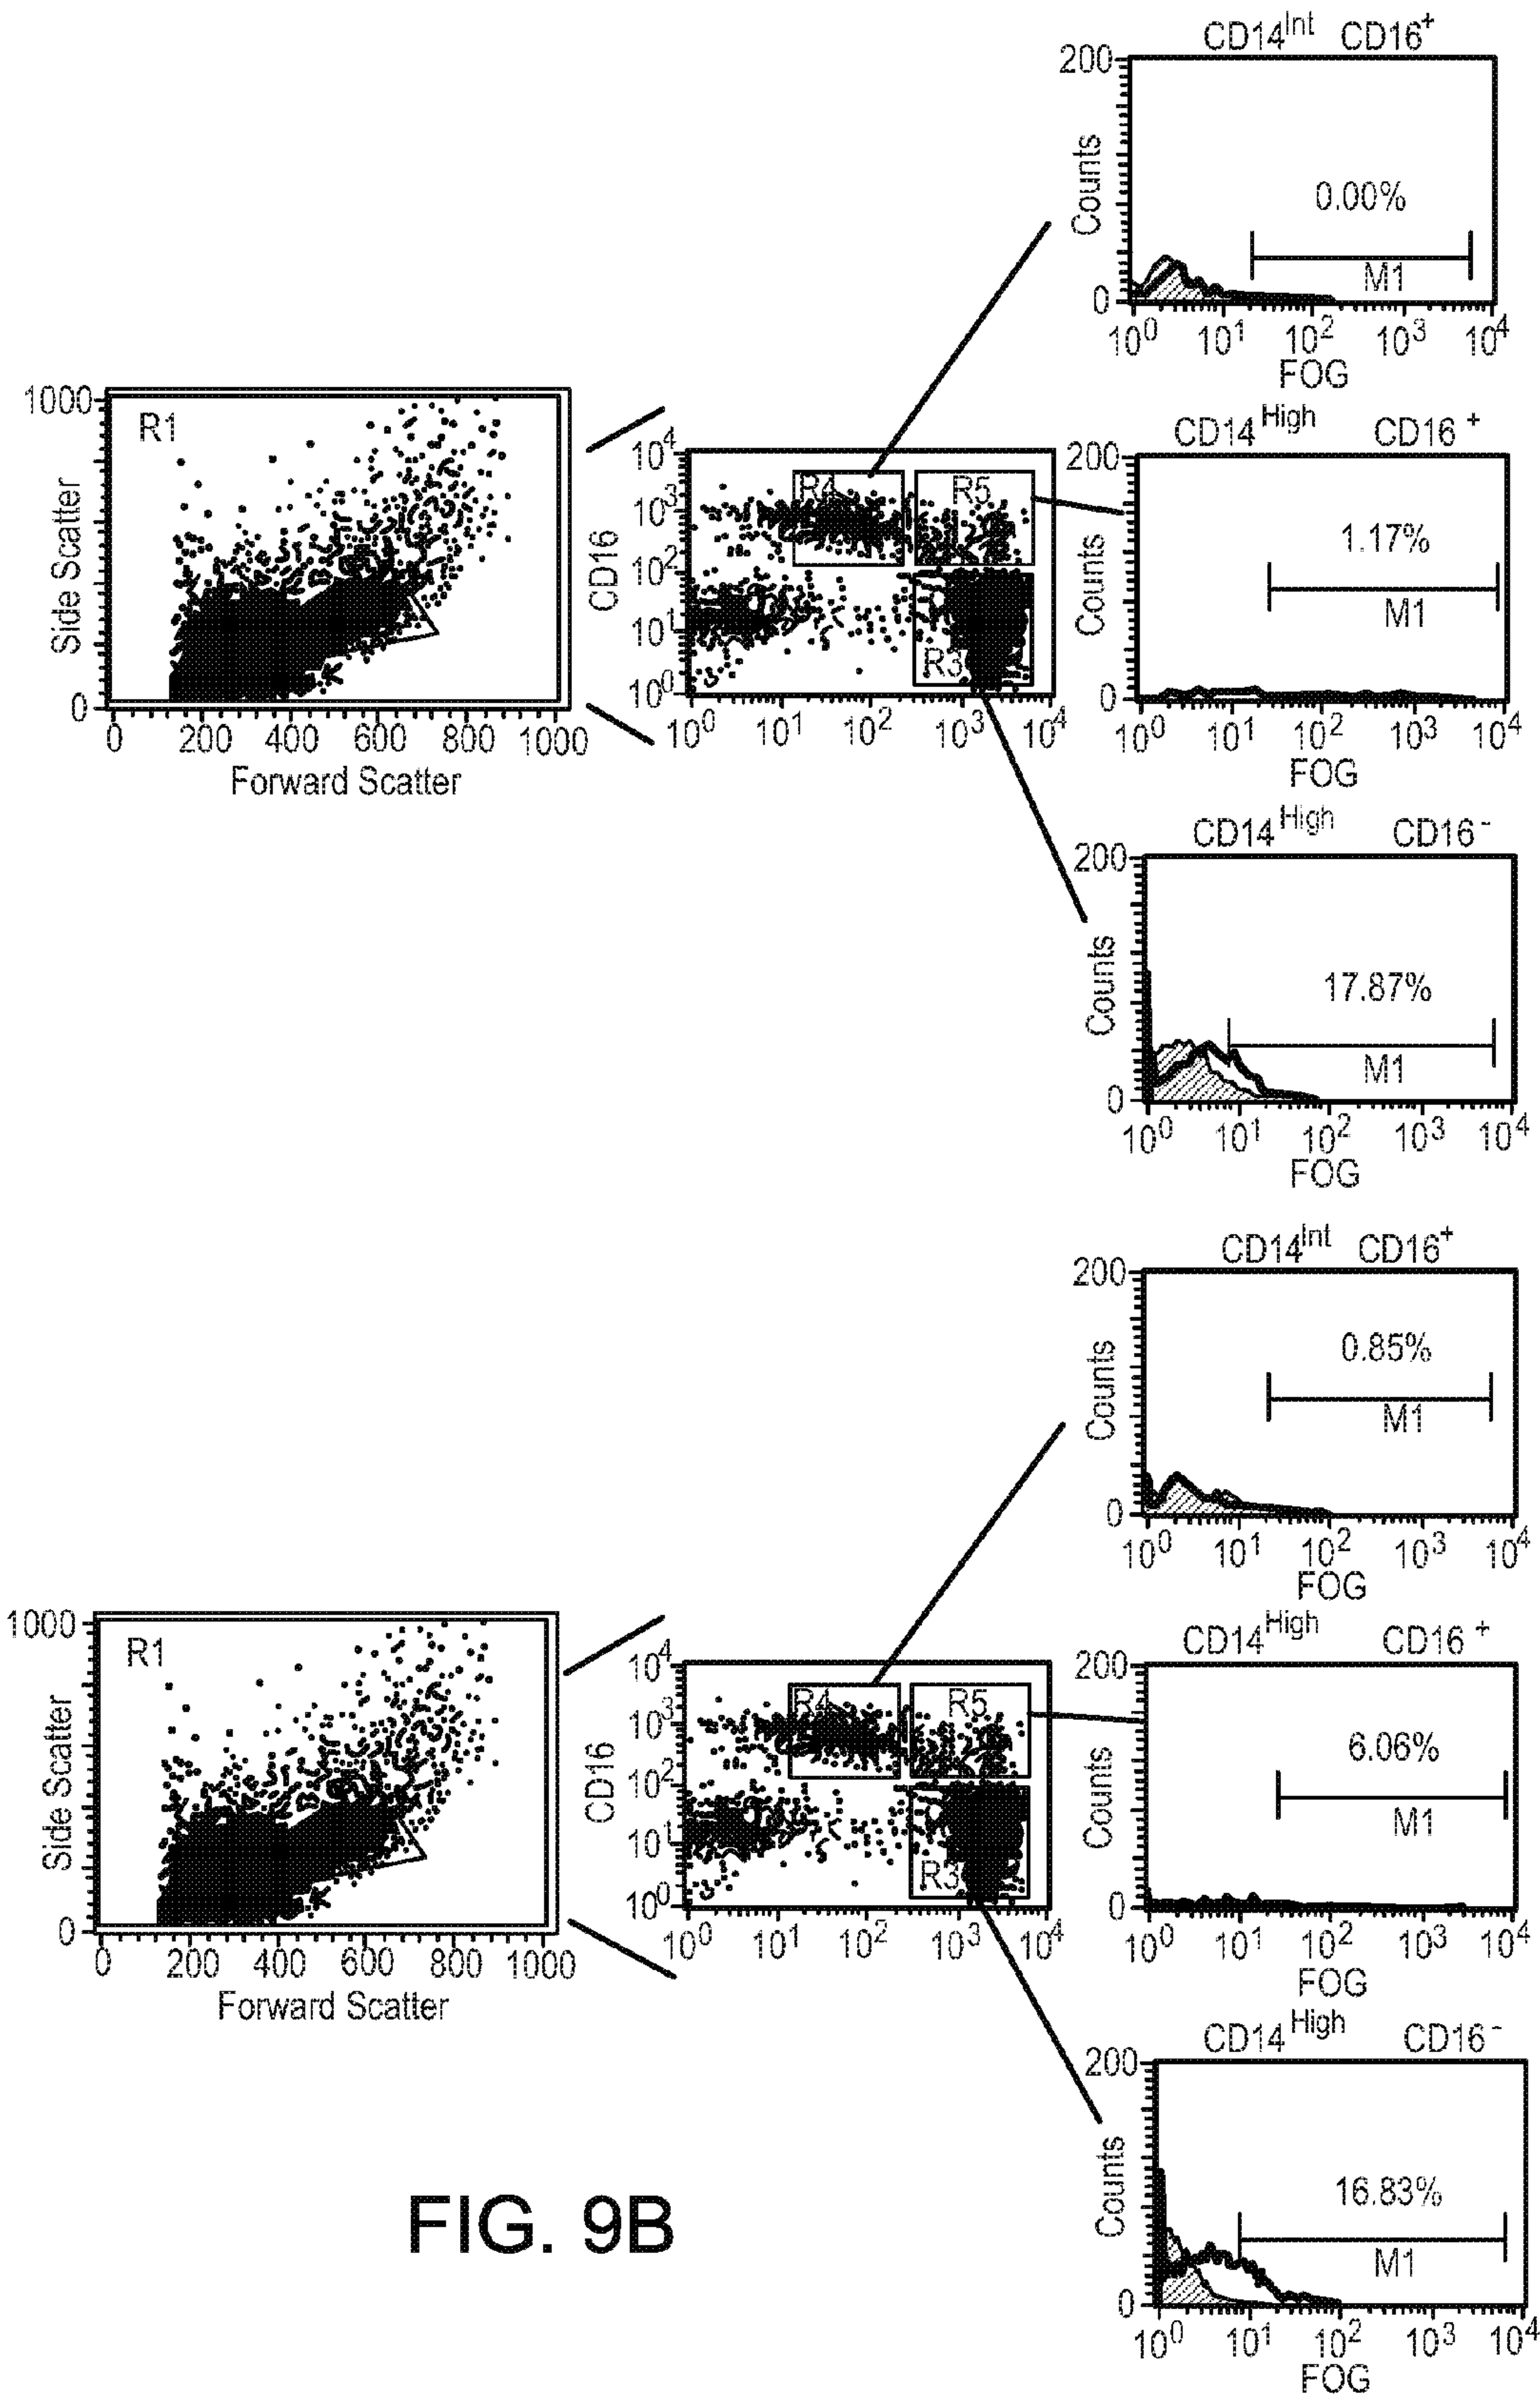 CD14Int CD16+
200
Counts
0.00%
M1
0
10^0 10^1 10^2 10^3 10^4
FOG
1000
R1
Side Scatter
0
0 200 400 600 800 1000
Forward Scatter
10^4
10^3
10^2
10^1
10^0
CD16
R4
R5
R3
10^0 10^1 10^2 10^3 10^4
CD14High CD16+
200
Counts
1.17%
M1
0
10^0 10^1 10^2 10^3 10^4
FOG
CD14High CD16-
200
Counts
17.87%
M1
0
10^0 10^1 10^2 10^3 10^4
FOG
CD14Int CD16+
200
Counts
0.85%
M1
0
10^0 10^1 10^2 10^3 10^4
FOG
1000
R1
Side Scatter
0
0 200 400 600 800 1000
Forward Scatter
10^4
10^3
10^2
10^1
10^0
CD16
R4
R5
R3
10^0 10^1 10^2 10^3 10^4
CD14High CD16+
200
Counts
6.06%
M1
0
10^0 10^1 10^2 10^3 10^4
FOG
CD14High CD16-
200
Counts
16.83%
M1
0
10^0 10^1 10^2 10^3 10^4
FOG
FIG. 9B